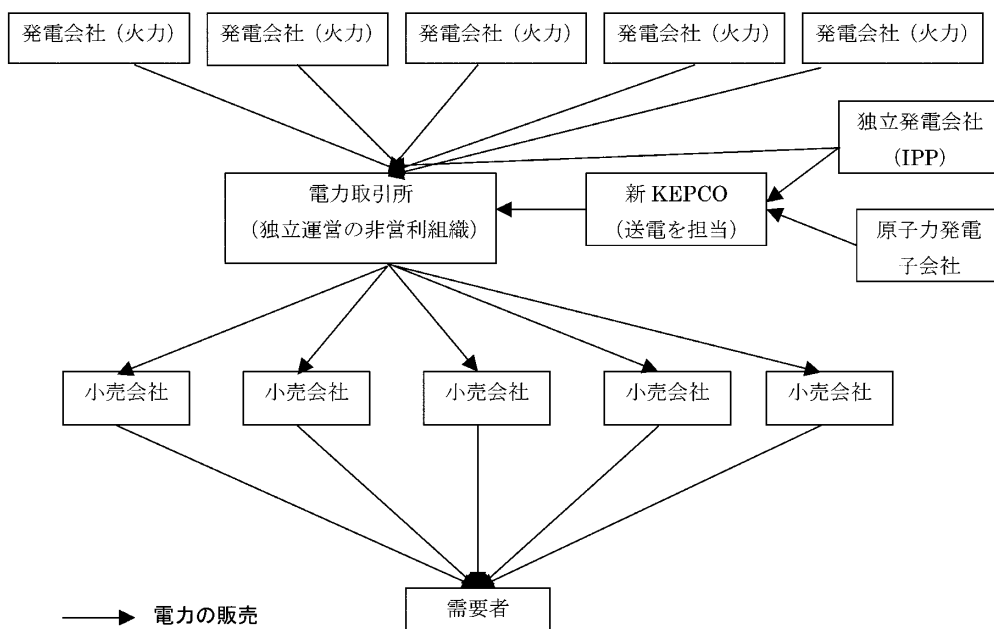 発電会社（火力）
発電会社（火力）
発電会社（火力）
発電会社（火力）
発電会社（火力）
独立発電会社
（IPP）
電力取引所
（独立運営の非営利組織）
新 KEPCO
（送電を担当）
原子力発電
子会社
小売会社
小売会社
小売会社
小売会社
小売会社
需要者
電力の販売